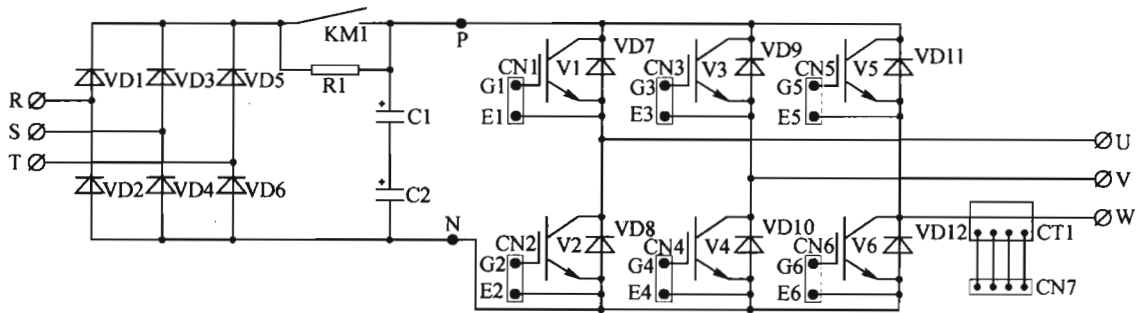 KM1
P
R1
VD1
VD3
VD5
R
S
T
VD2
VD4
VD6
C1
C2
N
CN1
G1
E1
V1
VD7
CN3
G3
E3
V3
VD9
CN5
G5
E5
V5
VD11
U
V
W
CN2
G2
E2
V2
VD8
CN4
G4
E4
V4
VD10
CN6
G6
E6
V6
VD12
CT1
CN7